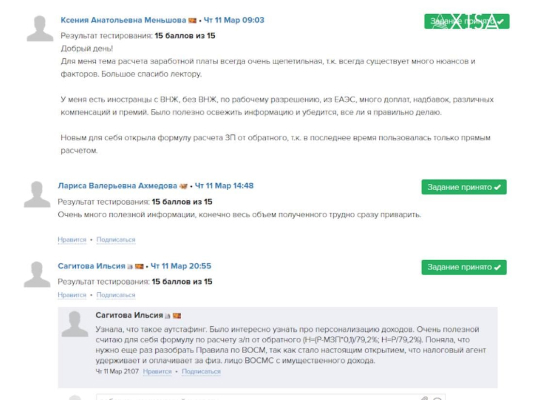 Ксения Анатольевна Меньшова • Чт 11 Мар 09:03
Задание принято
Результат тестирования: 15 баллов из 15
Добрый день!
Для меня тема расчета заработной платы всегда очень щепетильная, т.к. всегда существует много нюансов и
факторов. Большое спасибо лектору.
У меня есть иностранцы с ВНЖ, без ВНЖ, по рабочему разрешению, из ЕАЭС, много доплат, надбавок, различных
компенсаций и премий. Было полезно освежить информацию и убедится, все ли я правильно делаю.
Новым для себя открыла формулу расчета ЗП от обратного, т.к. в последнее время пользовалась только прямым
расчетом.
Лариса Валерьевна Ахмедова • Чт 11 Мар 14:48
Задание принято
Результат тестирования: 15 баллов из 15
Очень много полезной информации, конечно весь объем полученного трудно сразу приварить.
Нравится • Подписаться
Сагитова Ильсия • Чт 11 Мар 20:55
Задание принято
Результат тестирования: 15 баллов из 15
Нравится • Подписаться
Сагитова Ильсия
Узнала, что такое аутстафинг. Было интересно узнать про персонализацию доходов. Очень полезной
считаю для себя формулу по расчету з/п от обратного (Н=(Р-МЗП*0,1)/79,2%; Н=Р/79,2%). Поняла, что
нужно еще раз разобрать Правила по ВОСМ, так как стало настоящим открытием, что налоговый агент
удерживает и оплачивает за физ. лицо ВОСМС с имущественного дохода.
Чт 11 Мар 21:07 Нравится • Подписаться